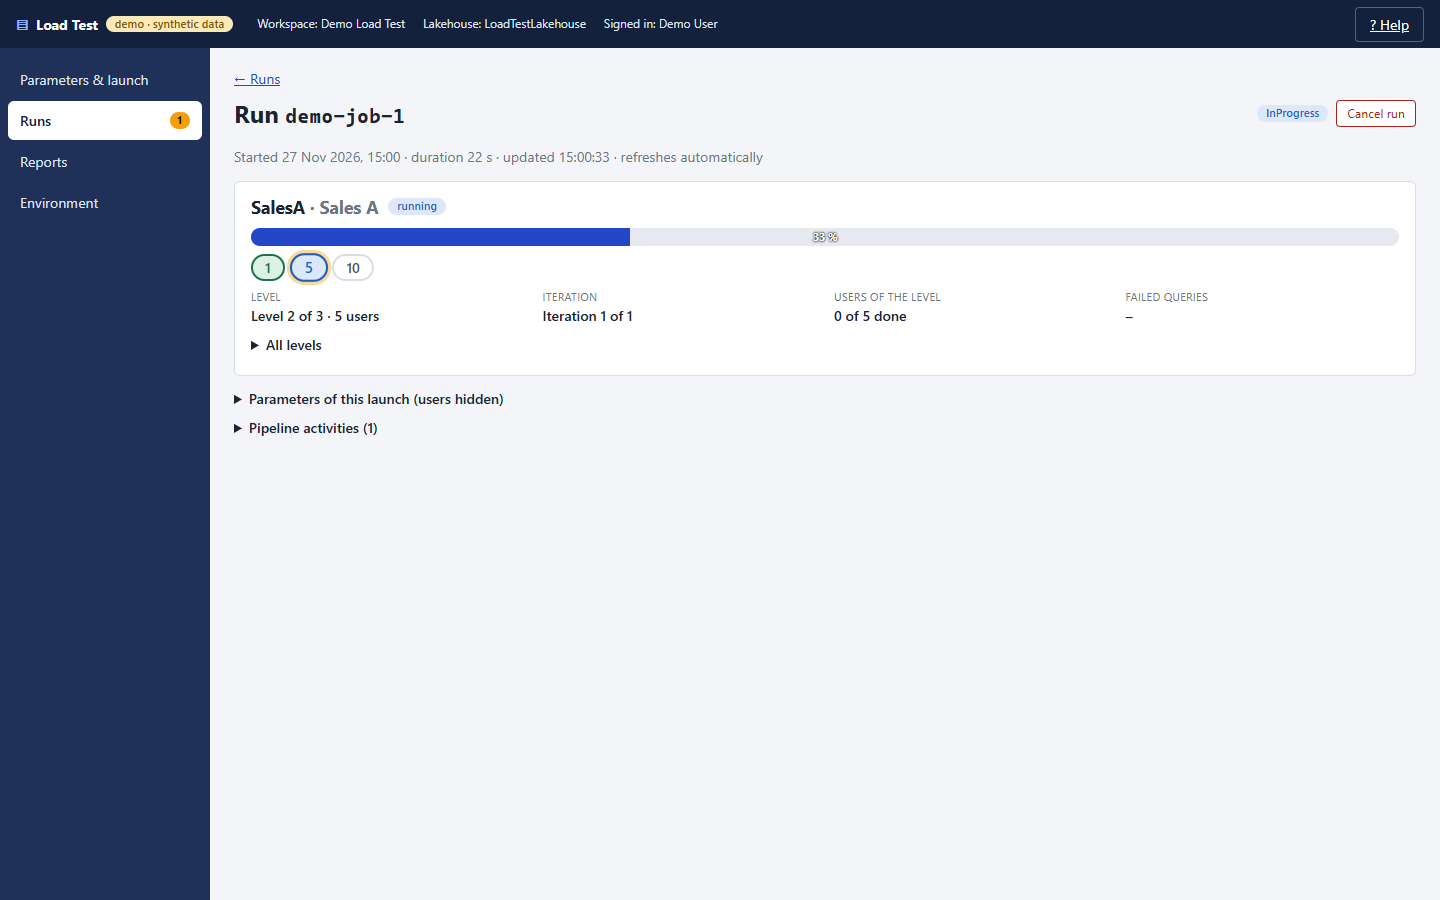 Load Test demo · synthetic data Workspace: Demo Load Test Lakehouse: LoadTestLakehouse Signed in: Demo User ? Help
Parameters & launch
Runs 1
Reports
Environment
← Runs
Run demo-job-1 InProgress Cancel run
Started 27 Nov 2026, 15:00 · duration 22 s · updated 15:00:33 · refreshes automatically
SalesA · Sales A running
33 %
1 5 10
LEVEL ITERATION USERS OF THE LEVEL FAILED QUERIES
Level 2 of 3 · 5 users Iteration 1 of 1 0 of 5 done –
▶ All levels
▶ Parameters of this launch (users hidden)
▶ Pipeline activities (1)